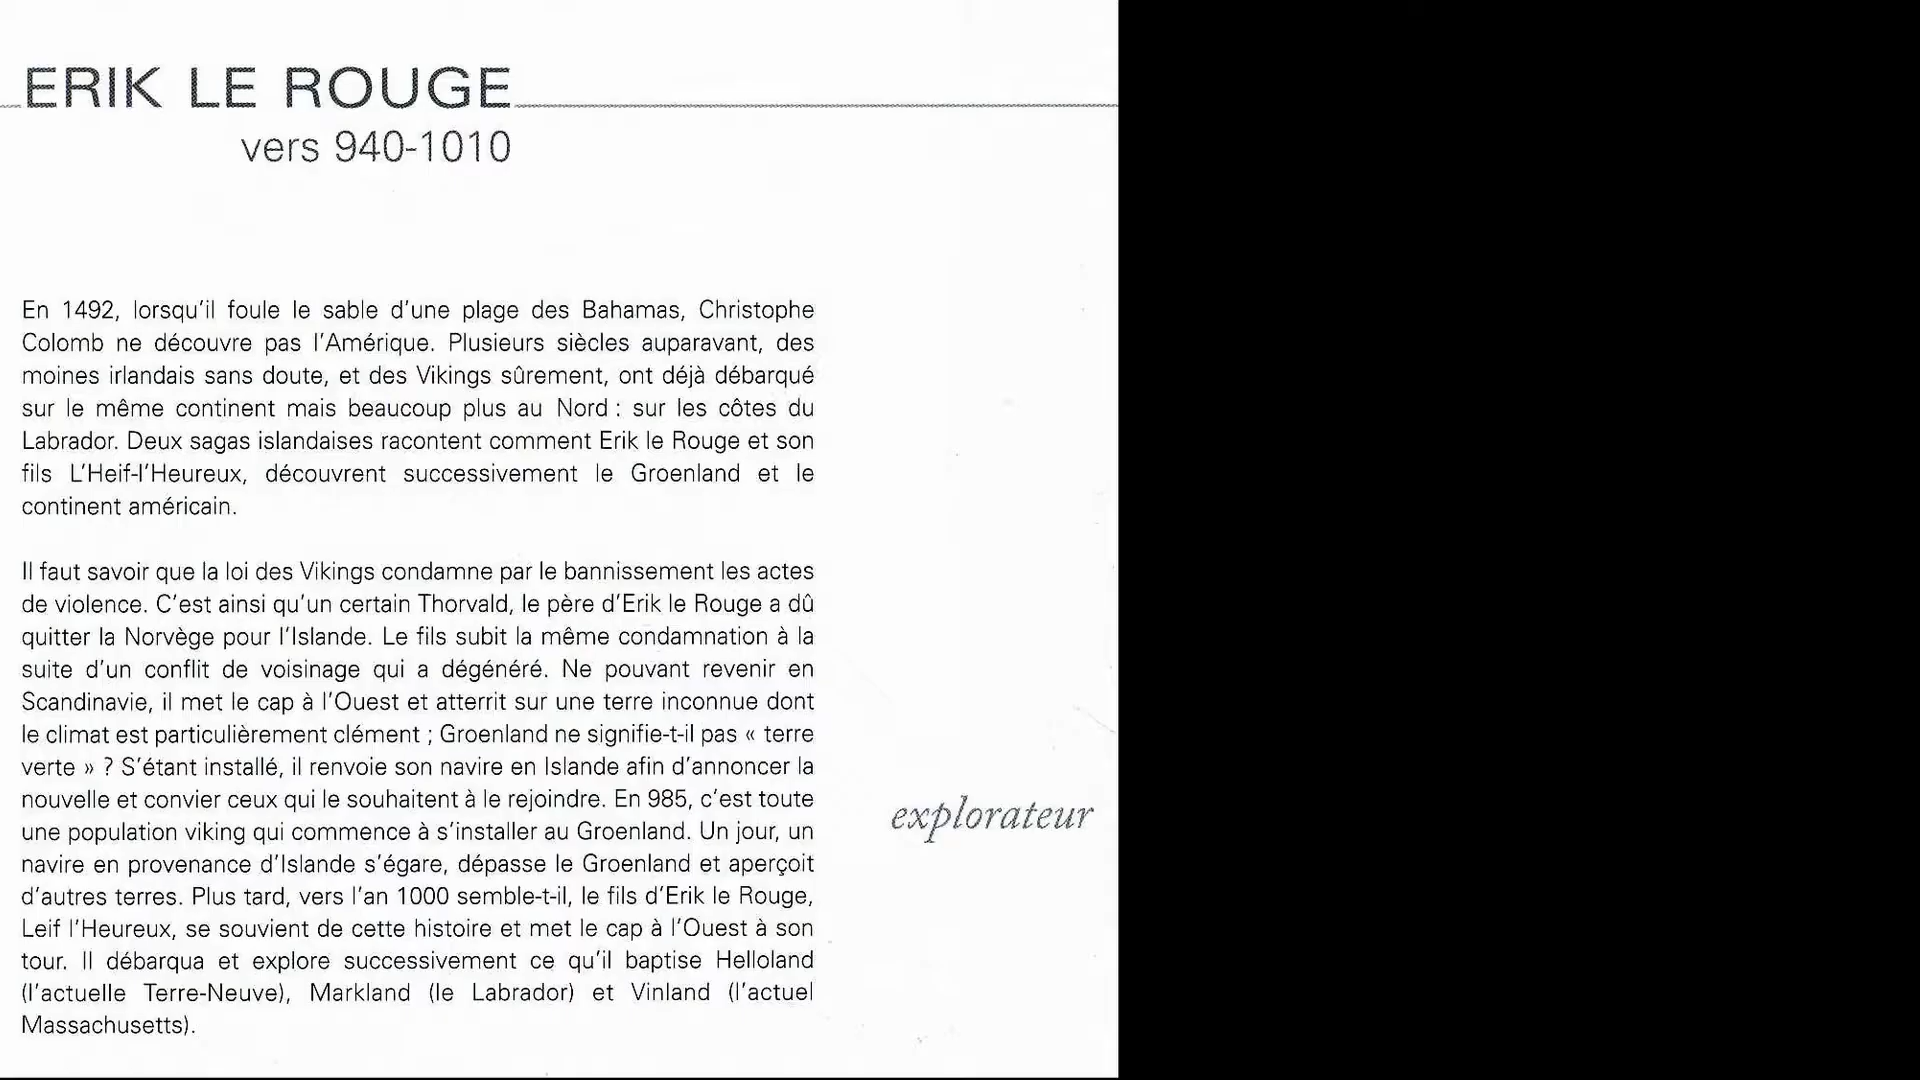 ERIK LE ROUGE
vers 940-1010
En 1492, lorsqu'il foule le sable d'une plage des Bahamas, Christophe
Colomb ne découvre pas l'Amérique. Plusieurs siècles auparavant, des
moines irlandais sans doute, et des Vikings sûrement, ont déjà débarqué
sur le même continent mais beaucoup plus au Nord : sur les côtes du
Labrador. Deux sagas islandaises racontent comment Erik le Rouge et son
fils L'Heif-l'Heureux, découvrent successivement le Groenland et le
continent américain.
Il faut savoir que la loi des Vikings condamne par le bannissement les actes
de violence. C'est ainsi qu'un certain Thorvald, le père d'Erik le Rouge a dû
quitter la Norvège pour l'Islande. Le fils subit la même condamnation à la
suite d'un conflit de voisinage qui a dégénéré. Ne pouvant revenir en
Scandinavie, il met le cap à l'Ouest et atterrit sur une terre inconnue dont
le climat est particulièrement clément ; Groenland ne signifie-t-il pas « terre
verte » ? S'étant installé, il renvoie son navire en Islande afin d'annoncer la
nouvelle et convier ceux qui le souhaitent à le rejoindre. En 985, c'est toute
une population viking qui commence à s'installer au Groenland. Un jour, un
navire en provenance d'Islande s'égare, dépasse le Groenland et aperçoit
d'autres terres. Plus tard, vers l'an 1000 semble-t-il, le fils d'Erik le Rouge,
Leif l'Heureux, se souvient de cette histoire et met le cap à l'Ouest à son
tour. Il débarqua et explore successivement ce qu'il baptise Helloland
(l'actuelle Terre-Neuve), Markland (le Labrador) et Vinland (l'actuel
Massachusetts).
explorateur